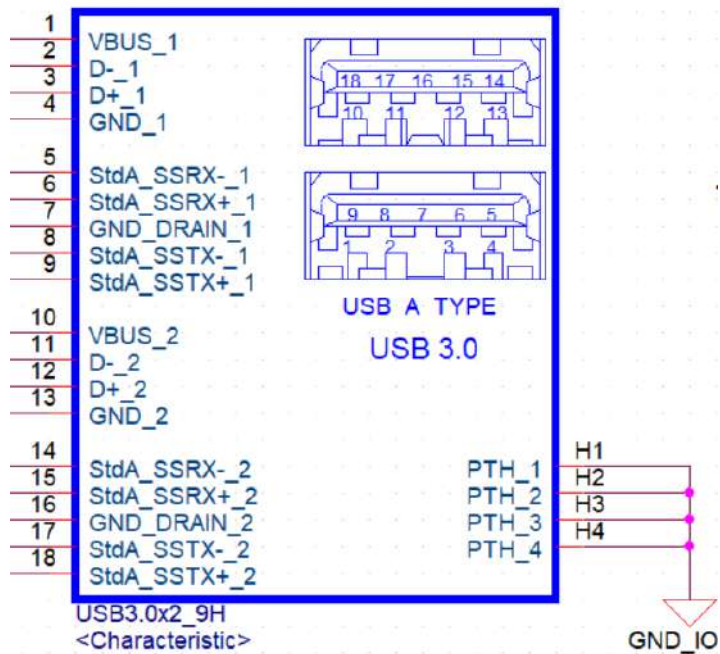 1 VBUS_1
2 D-_1
3 D+_1
4 GND_1
5 StdA_SSRX-_1
6 StdA_SSRX+_1
7 GND_DRAIN_1
8 StdA_SSTX-_1
9 StdA_SSTX+_1
10 VBUS_2
11 D-_2
12 D+_2
13 GND_2
14 StdA_SSRX-_2
15 StdA_SSRX+_2
16 GND_DRAIN_2
17 StdA_SSTX-_2
18 StdA_SSTX+_2
18 17 16 15 14
10 11 12 13
9 8 7 6 5
1 2 3 4
USB A TYPE
USB 3.0
PTH_1 H1
PTH_2 H2
PTH_3 H3
PTH_4 H4
GND_IO
USB3.0x2_9H
<Characteristic>